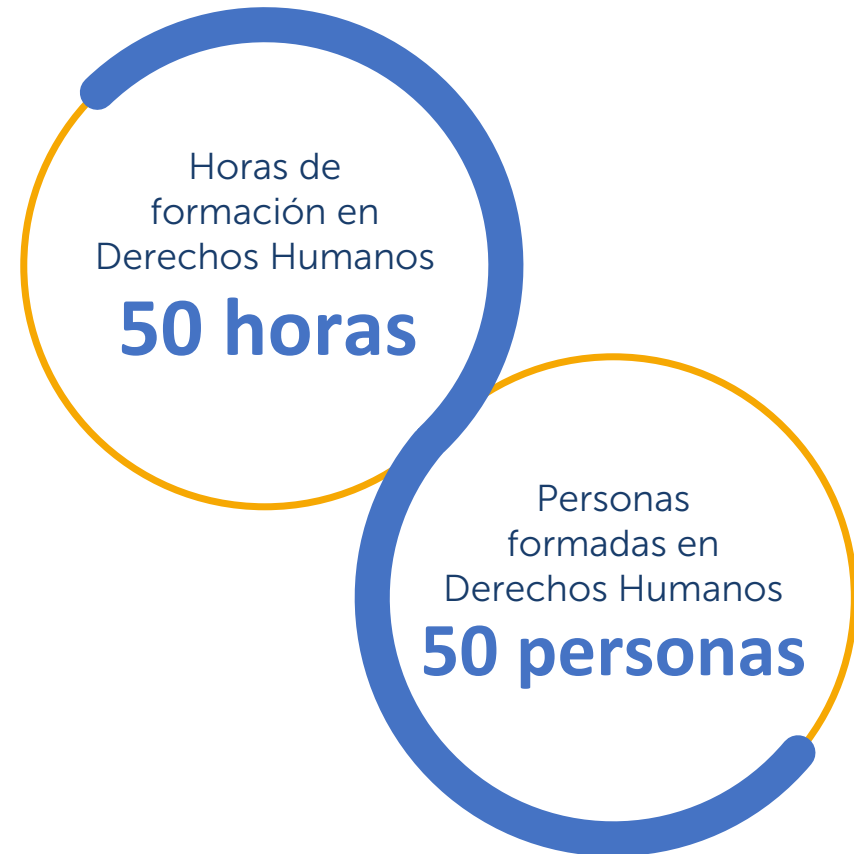 Horas de
formación en
Derechos Humanos
50 horas
Personas
formadas en
Derechos Humanos
50 personas